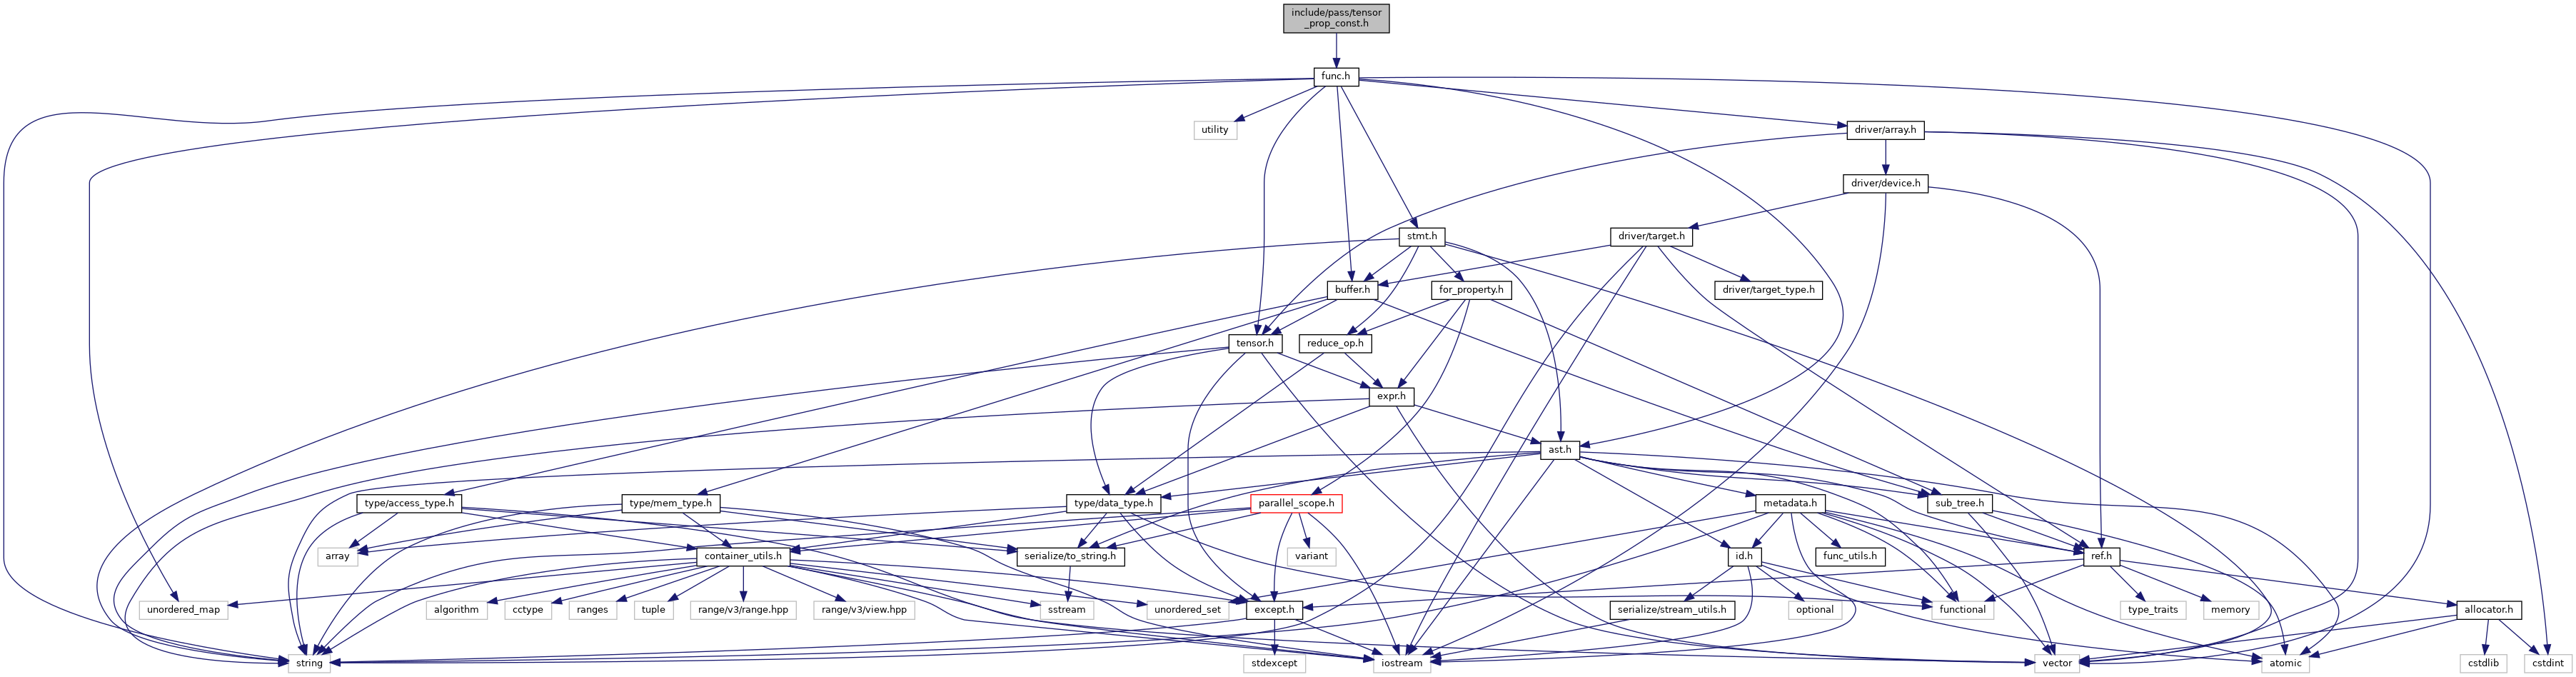 include/pass/tensor
_prop_const.h
func.h
utility
driver/array.h
driver/device.h
stmt.h
driver/target.h
buffer.h
for_property.h
driver/target_type.h
tensor.h
reduce_op.h
expr.h
ast.h
type/access_type.h
type/mem_type.h
type/data_type.h
parallel_scope.h
metadata.h
sub_tree.h
array
container_utils.h
serialize/to_string.h
variant
id.h
func_utils.h
ref.h
unordered_map
algorithm
cctype
ranges
tuple
range/v3/range.hpp
range/v3/view.hpp
sstream
unordered_set
except.h
serialize/stream_utils.h
optional
functional
type_traits
memory
allocator.h
string
stdexcept
iostream
vector
atomic
cstdlib
cstdint